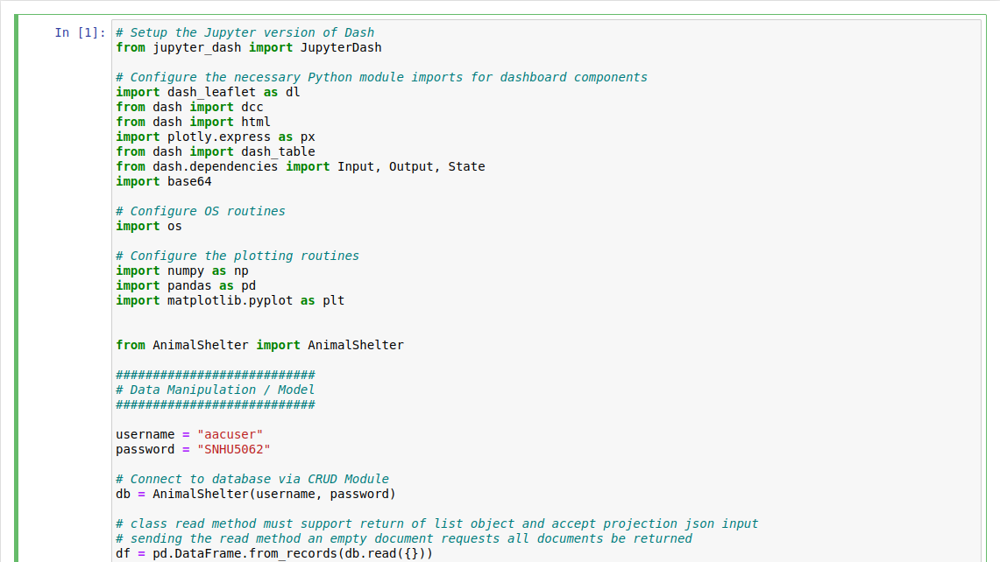 In [1]:
# Setup the Jupyter version of Dash
from jupyter_dash import JupyterDash
# Configure the necessary Python module imports for dashboard components
import dash_leaflet as dl
from dash import dcc
from dash import html
import plotly.express as px
from dash import dash_table
from dash.dependencies import Input, Output, State
import base64
# Configure OS routines
import os
# Configure the plotting routines
import numpy as np
import pandas as pd
import matplotlib.pyplot as plt
from AnimalShelter import AnimalShelter
###########################
# Data Manipulation / Model
###########################
username = "aacuser"
password = "SNHU5062"
# Connect to database via CRUD Module
db = AnimalShelter(username, password)
# class read method must support return of list object and accept projection json input
# sending the read method an empty document requests all documents be returned
df = pd.DataFrame.from_records(db.read({}))